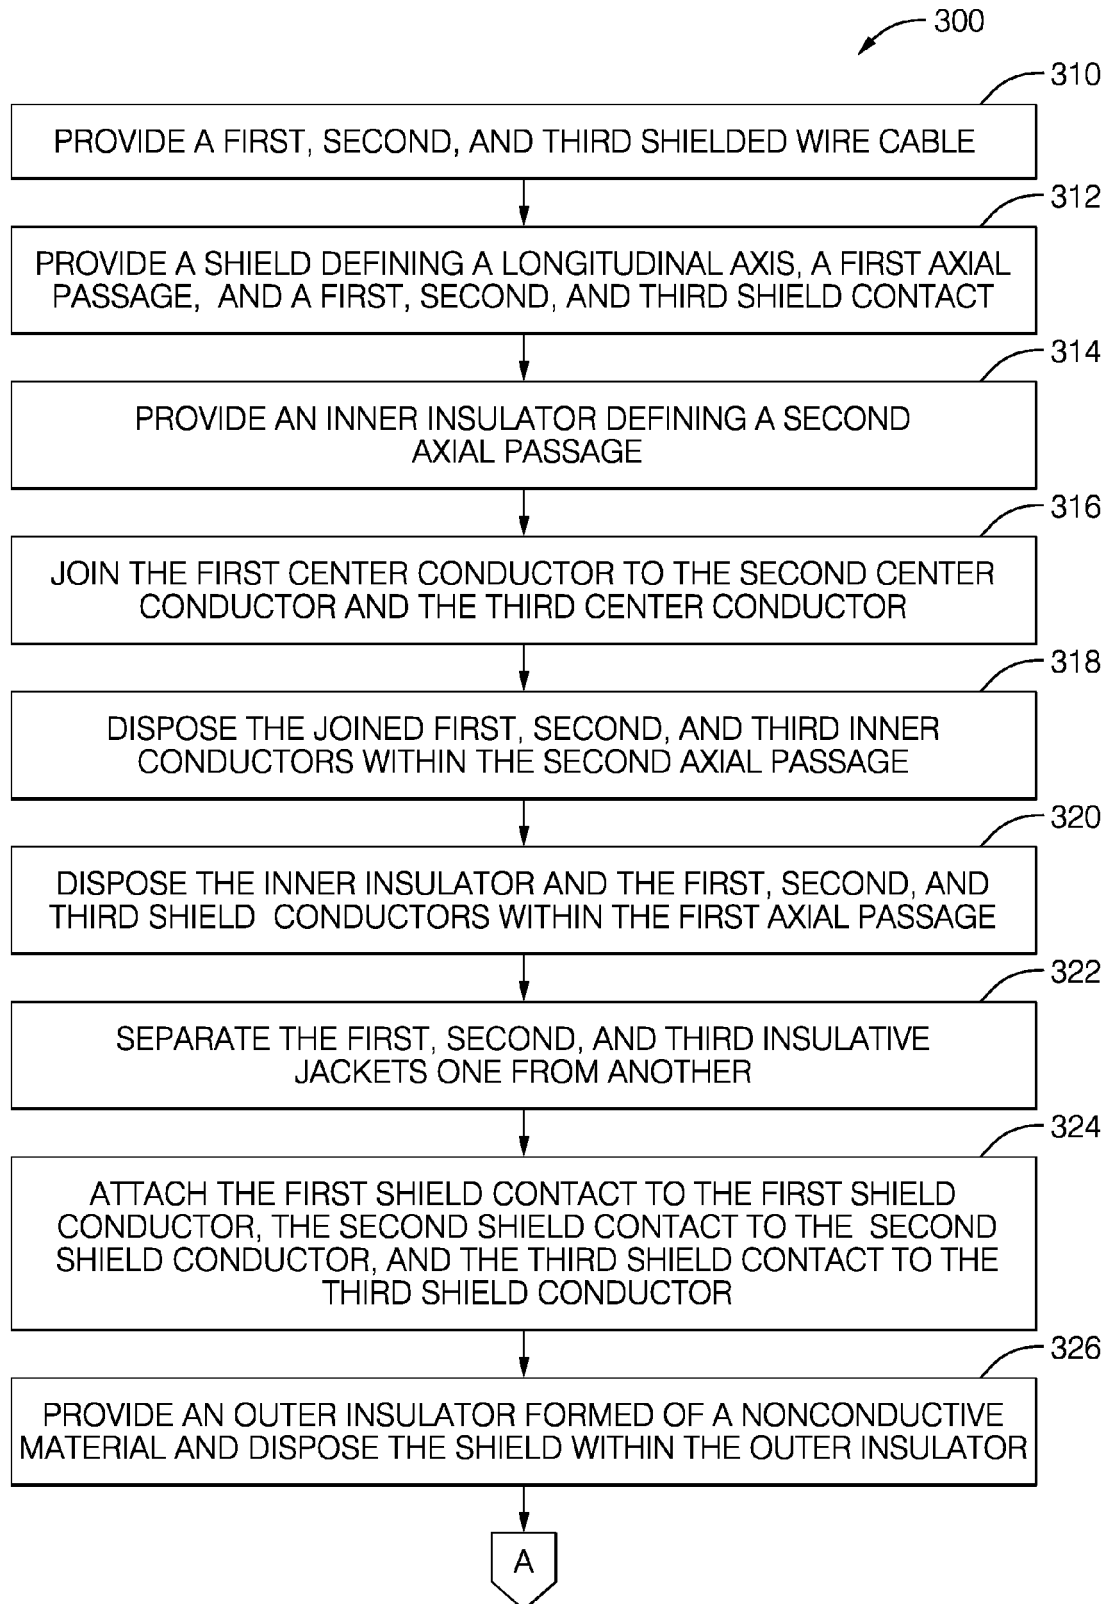 300
310
PROVIDE A FIRST, SECOND, AND THIRD SHIELDED WIRE CABLE
312
PROVIDE A SHIELD DEFINING A LONGITUDINAL AXIS, A FIRST AXIAL
PASSAGE, AND A FIRST, SECOND, AND THIRD SHIELD CONTACT
314
PROVIDE AN INNER INSULATOR DEFINING A SECOND
AXIAL PASSAGE
316
JOIN THE FIRST CENTER CONDUCTOR TO THE SECOND CENTER
CONDUCTOR AND THE THIRD CENTER CONDUCTOR
318
DISPOSE THE JOINED FIRST, SECOND, AND THIRD INNER
CONDUCTORS WITHIN THE SECOND AXIAL PASSAGE
320
DISPOSE THE INNER INSULATOR AND THE FIRST, SECOND, AND
THIRD SHIELD CONDUCTORS WITHIN THE FIRST AXIAL PASSAGE
322
SEPARATE THE FIRST, SECOND, AND THIRD INSULATIVE
JACKETS ONE FROM ANOTHER
324
ATTACH THE FIRST SHIELD CONTACT TO THE FIRST SHIELD
CONDUCTOR, THE SECOND SHIELD CONTACT TO THE SECOND
SHIELD CONDUCTOR, AND THE THIRD SHIELD CONTACT TO THE
THIRD SHIELD CONDUCTOR
326
PROVIDE AN OUTER INSULATOR FORMED OF A NONCONDUCTIVE
MATERIAL AND DISPOSE THE SHIELD WITHIN THE OUTER INSULATOR
A